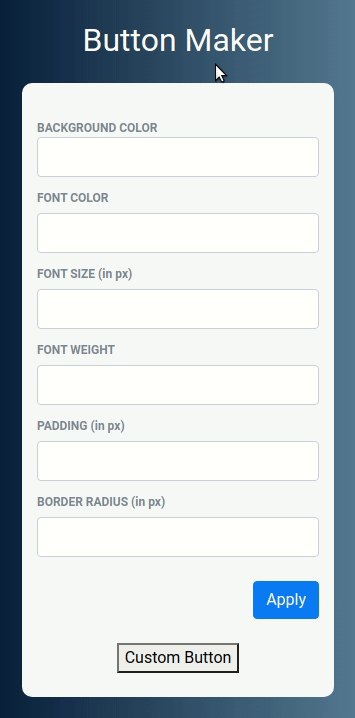 Button Maker
BACKGROUND COLOR
FONT COLOR
FONT SIZE (in px)
FONT WEIGHT
PADDING (in px)
BORDER RADIUS (in px)
Apply
Custom Button